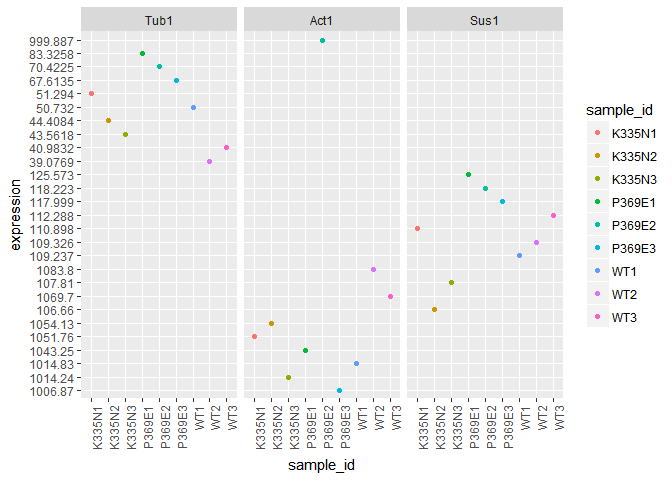 Tub1 Act1 Sus1
999.887
83.3258
70.4225
67.6135
51.294
50.732
44.4084
43.5618
40.9832
39.0769
125.573
118.223
117.999
112.288
110.898
109.326
109.237
1083.8
107.81
1069.7
106.66
1054.13
1051.76
1043.25
1014.83
1014.24
1006.87
expression
K335N1 K335N2 K335N3 P369E1 P369E2 P369E3 WT1 WT2 WT3 K335N1 K335N2 K335N3 P369E1 P369E2 P369E3 WT1 WT2 WT3 K335N1 K335N2 K335N3 P369E1 P369E2 P369E3 WT1 WT2 WT3
sample_id
sample_id
K335N1
K335N2
K335N3
P369E1
P369E2
P369E3
WT1
WT2
WT3